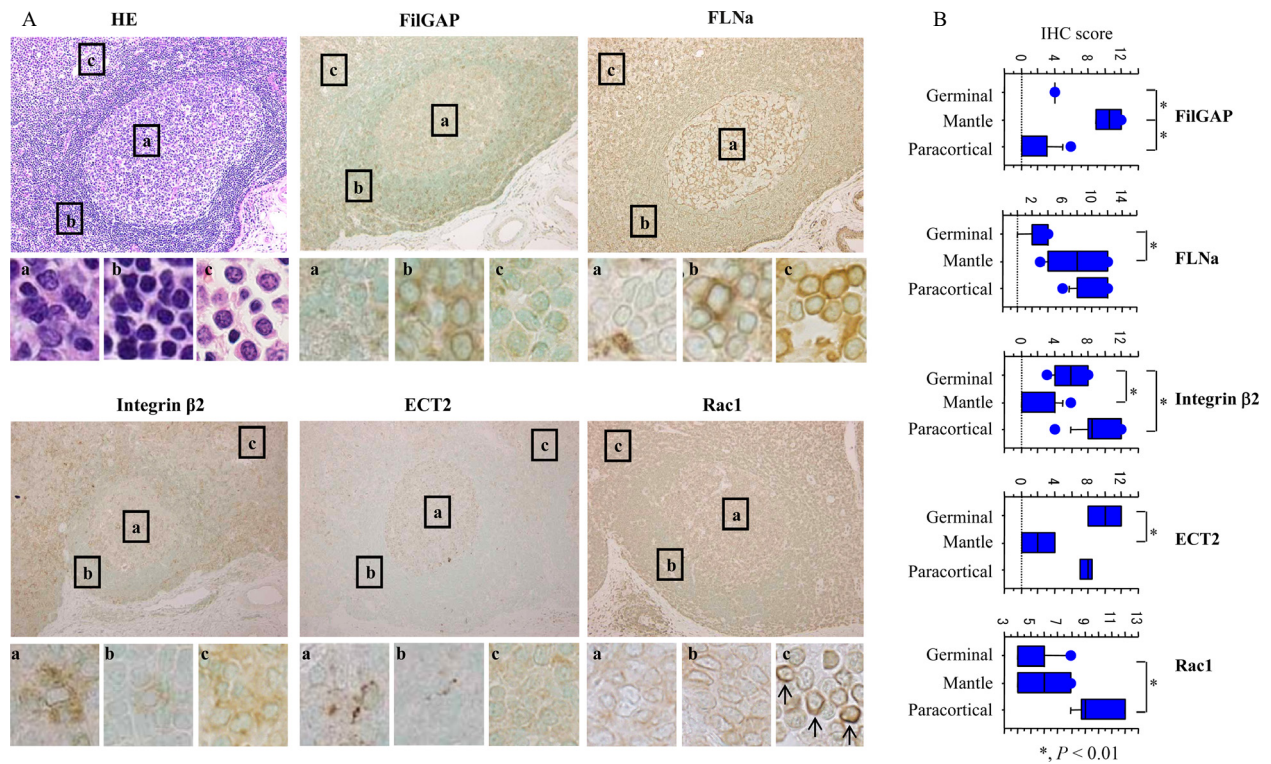 A
HE
FilGAP
FLNa
c
a
b
c
a
b
c
a
b
a b c
a b c
a b c
Integrin β2
ECT2
Rac1
c
a
b
c
a
b
c
a
b
a b c
a b c
a b c
B
IHC score
0 4 8 12
Germinal
Mantle
Paracortical
*
*
FilGAP
2 6 10 14
Germinal
Mantle
Paracortical
*
FLNa
0 4 8 12
Germinal
Mantle
Paracortical
*
*
Integrin β2
0 4 8 12
Germinal
Mantle
Paracortical
*
ECT2
3 5 7 9 11 13
Germinal
Mantle
Paracortical
*
Rac1
*, P < 0.01